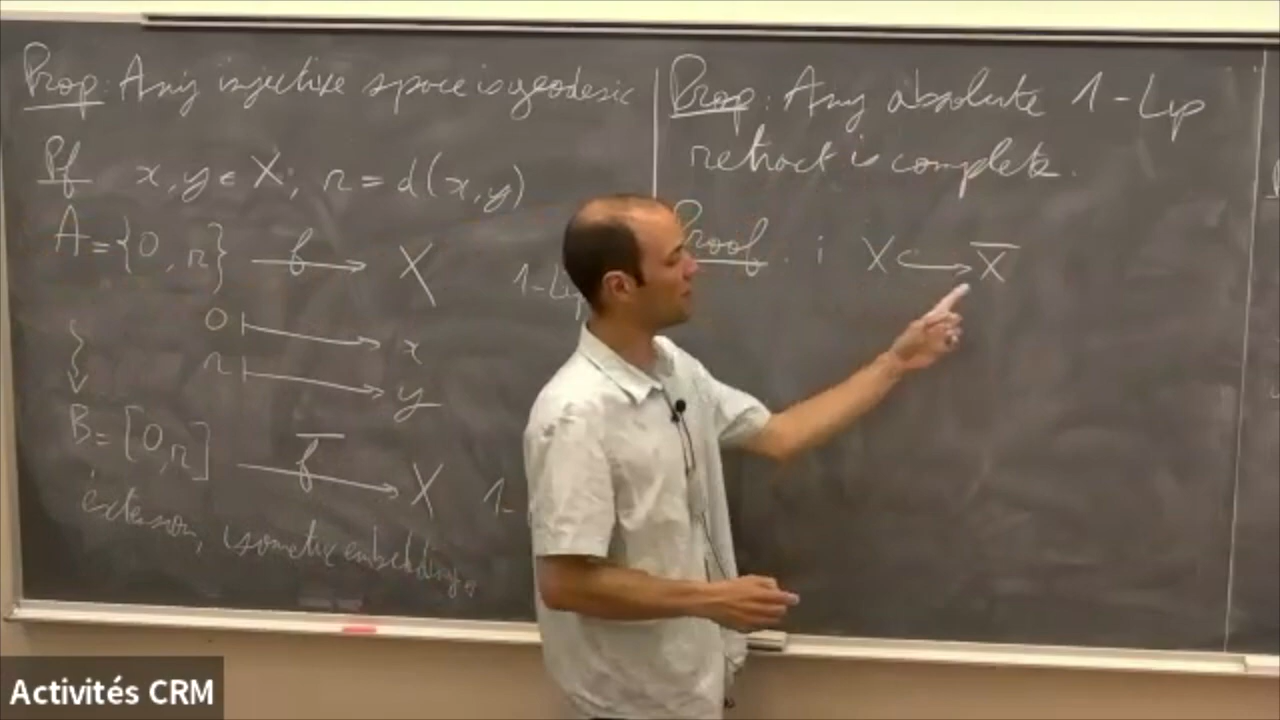 Prop: Any injective space is geodesic
Pf x, y ∈ X, r = d(x,y)
A = {0, r} f→ X 1-Lip
0 ↦ x
r ↦ y
B = [0, r] f̄→ X 1-
extension, isometric embedding.
Prop: Any absolute 1-Lip
retract is complete.
Proof. i X ↪ X̄
Activités CRM